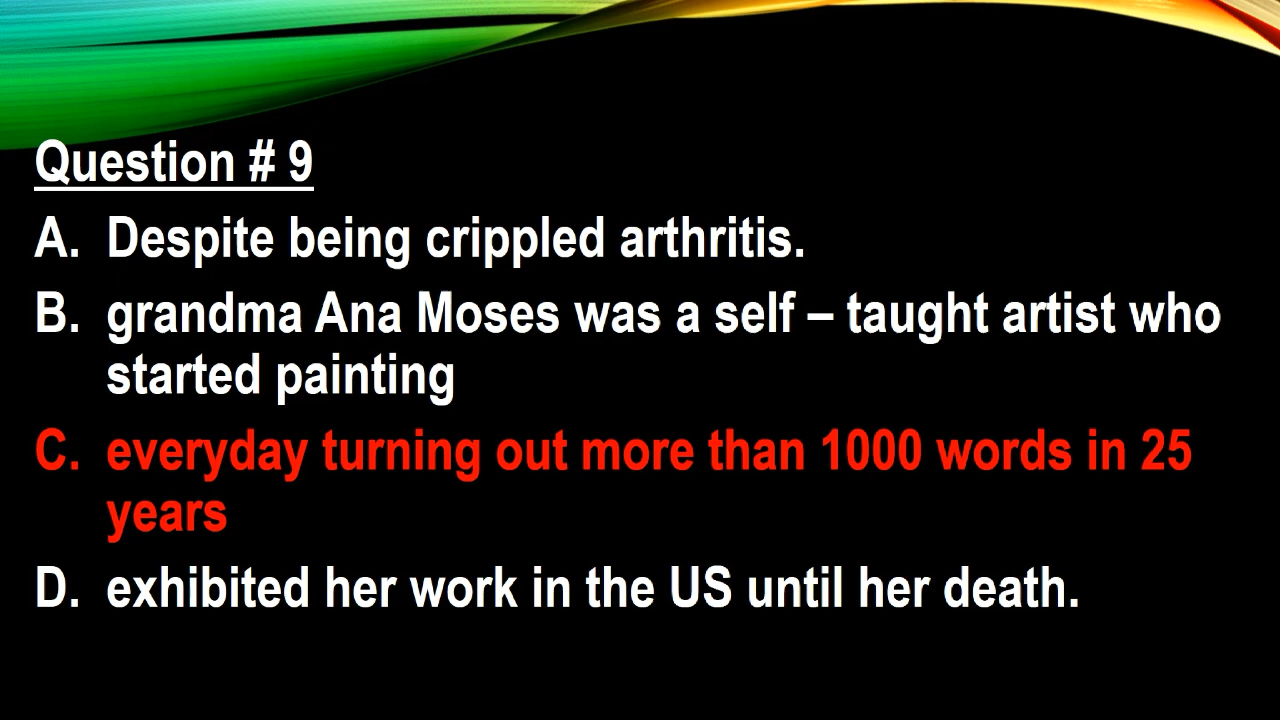 Question # 9
A. Despite being crippled arthritis.
B. grandma Ana Moses was a self – taught artist who
started painting
C. everyday turning out more than 1000 words in 25
years
D. exhibited her work in the US until her death.